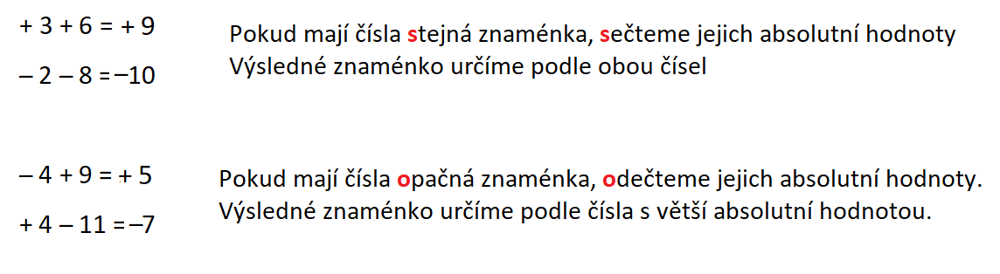 + 3 + 6 = + 9
Pokud mají čísla stejná znaménka, sečteme jejich absolutní hodnoty
– 2 – 8 = –10
Výsledné znaménko určíme podle obou čísel
– 4 + 9 = + 5
Pokud mají čísla opačná znaménka, odečteme jejich absolutní hodnoty.
+ 4 – 11 = –7
Výsledné znaménko určíme podle čísla s větší absolutní hodnotou.